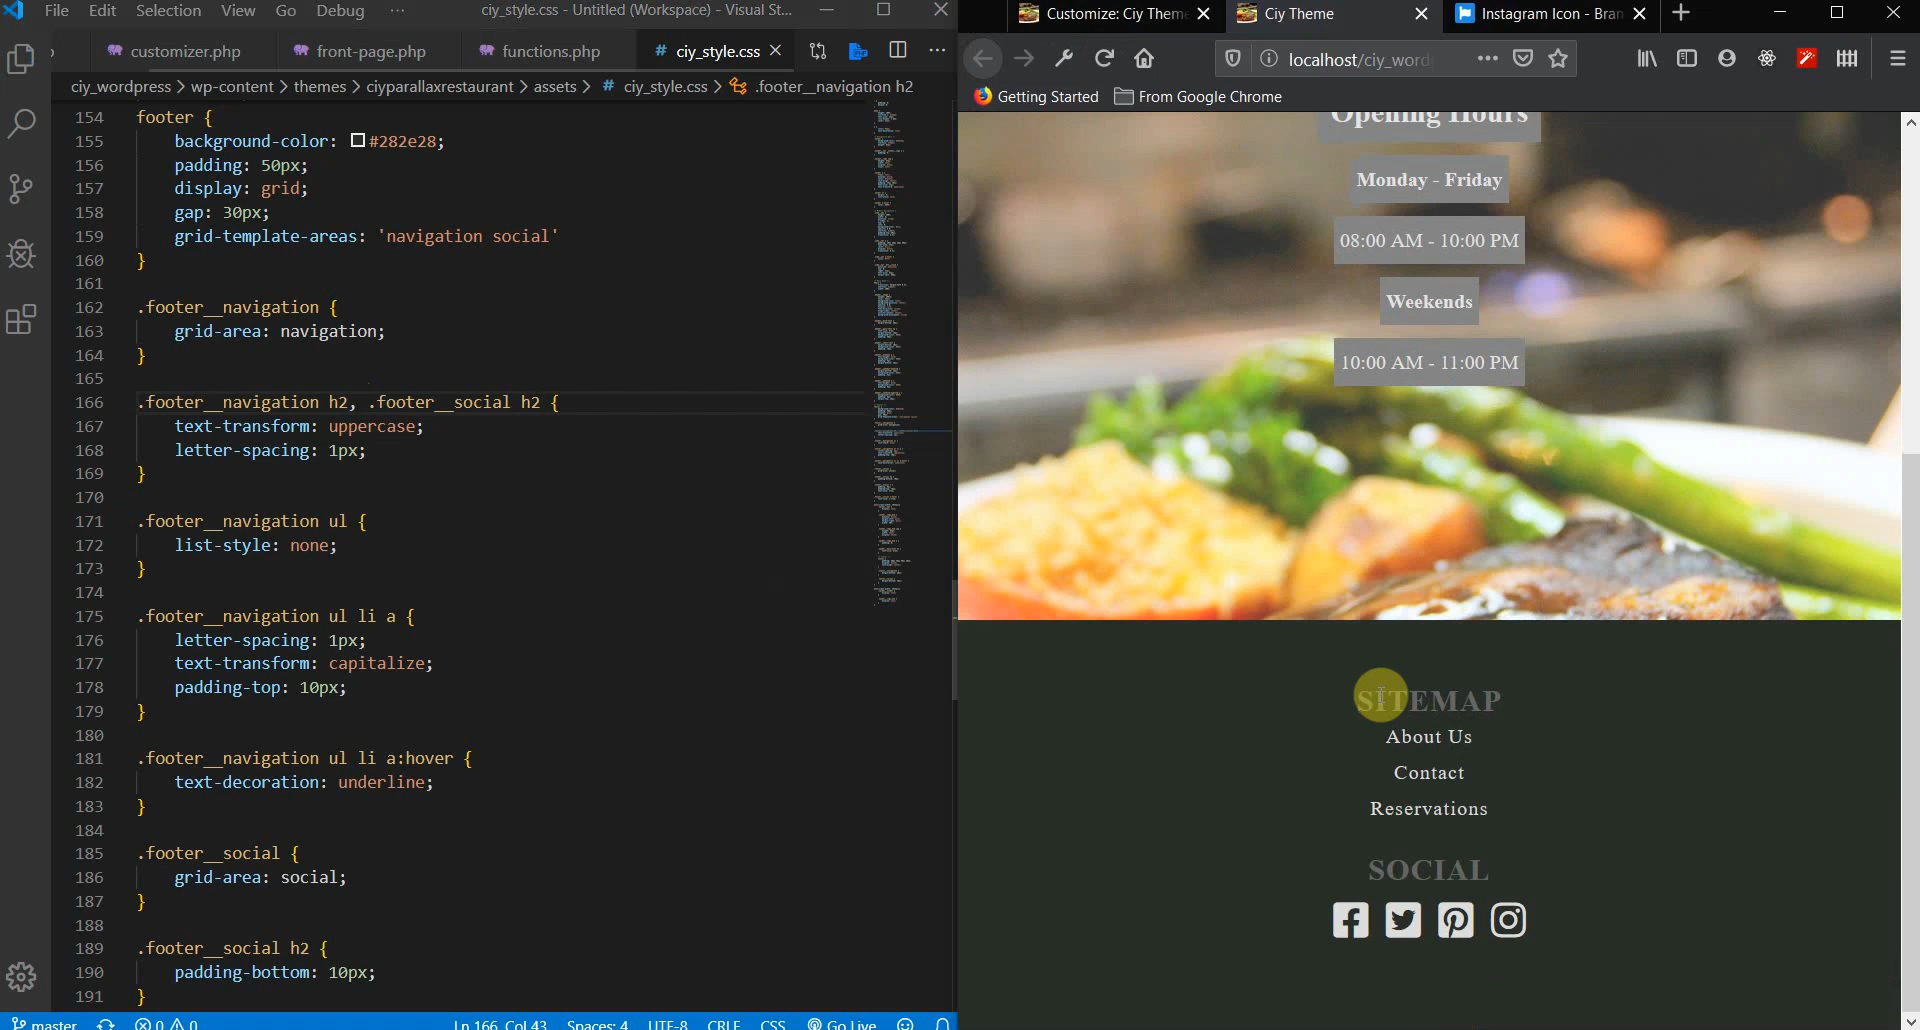 File Edit Selection View Go Debug ··· ciy_style.css - Untitled (Workspace) - Visual St...
customizer.php front-page.php functions.php # ciy_style.css
ciy_wordpress > wp-content > themes > ciyparallaxrestaurant > assets > # ciy_style.css > .footer__navigation h2
154 footer {
155 background-color: #282e28;
156 padding: 50px;
157 display: grid;
158 gap: 30px;
159 grid-template-areas: 'navigation social'
160 }
161
162 .footer__navigation {
163 grid-area: navigation;
164 }
165
166 .footer__navigation h2, .footer__social h2 {
167 text-transform: uppercase;
168 letter-spacing: 1px;
169 }
170
171 .footer__navigation ul {
172 list-style: none;
173 }
174
175 .footer__navigation ul li a {
176 letter-spacing: 1px;
177 text-transform: capitalize;
178 padding-top: 10px;
179 }
180
181 .footer__navigation ul li a:hover {
182 text-decoration: underline;
183 }
184
185 .footer__social {
186 grid-area: social;
187 }
188
189 .footer__social h2 {
190 padding-bottom: 10px;
191 }
master 0 0 Ln 166, Col 43 Spaces: 4 UTF-8 CRLF CSS Go Live
Customize: Ciy Theme Ciy Theme Instagram Icon - Bran
localhost/ciy_word
Getting Started From Google Chrome
Opening Hours
Monday - Friday
08:00 AM - 10:00 PM
Weekends
10:00 AM - 11:00 PM
SITEMAP
About Us
Contact
Reservations
SOCIAL